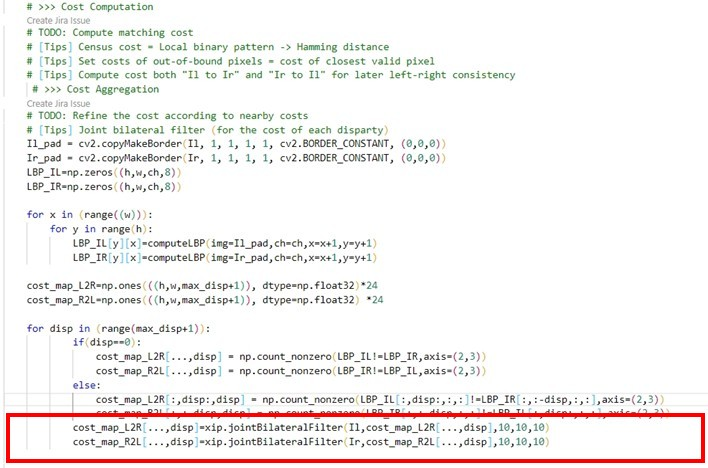 # >>> Cost Computation
Create Jira Issue
# TODO: Compute matching cost
# [Tips] Census cost = Local binary pattern -> Hamming distance
# [Tips] Set costs of out-of-bound pixels = cost of closest valid pixel
# [Tips] Compute cost both "Il to Ir" and "Ir to Il" for later left-right consistency
# >>> Cost Aggregation
Create Jira Issue
# TODO: Refine the cost according to nearby costs
# [Tips] Joint bilateral filter (for the cost of each disparty)
Il_pad = cv2.copyMakeBorder(Il, 1, 1, 1, 1, cv2.BORDER_CONSTANT, (0,0,0))
Ir_pad = cv2.copyMakeBorder(Ir, 1, 1, 1, 1, cv2.BORDER_CONSTANT, (0,0,0))
LBP_IL=np.zeros((h,w,ch,8))
LBP_IR=np.zeros((h,w,ch,8))
for x in (range((w))):
for y in range(h):
LBP_IL[y][x]=computeLBP(img=Il_pad,ch=ch,x=x+1,y=y+1)
LBP_IR[y][x]=computeLBP(img=Ir_pad,ch=ch,x=x+1,y=y+1)
cost_map_L2R=np.ones(((h,w,max_disp+1)), dtype=np.float32)*24
cost_map_R2L=np.ones(((h,w,max_disp+1)), dtype=np.float32) *24
for disp in (range(max_disp+1)):
if(disp==0):
cost_map_L2R[...,disp] = np.count_nonzero(LBP_IL!=LBP_IR,axis=(2,3))
cost_map_R2L[...,disp] = np.count_nonzero(LBP_IR!=LBP_IL,axis=(2,3))
else:
cost_map_L2R[:,disp:,disp] = np.count_nonzero(LBP_IL[:,disp:,:,:]!=LBP_IR[:,:-disp,:,:],axis=(2,3))
cost_map_R2L[:,:-disp,disp] = np.count_nonzero(LBP_IR[:,:-disp,:,:]!=LBP_IL[:,disp:,:,:],axis=(2,3))
cost_map_L2R[...,disp]=xip.jointBilateralFilter(Il,cost_map_L2R[...,disp],10,10,10)
cost_map_R2L[...,disp]=xip.jointBilateralFilter(Ir,cost_map_R2L[...,disp],10,10,10)